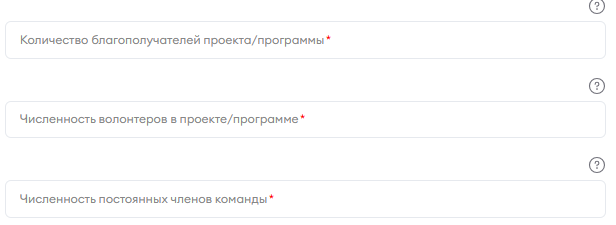 ?
Количество благополучателей проекта/программы*
?
Численность волонтеров в проекте/программе*
?
Численность постоянных членов команды*